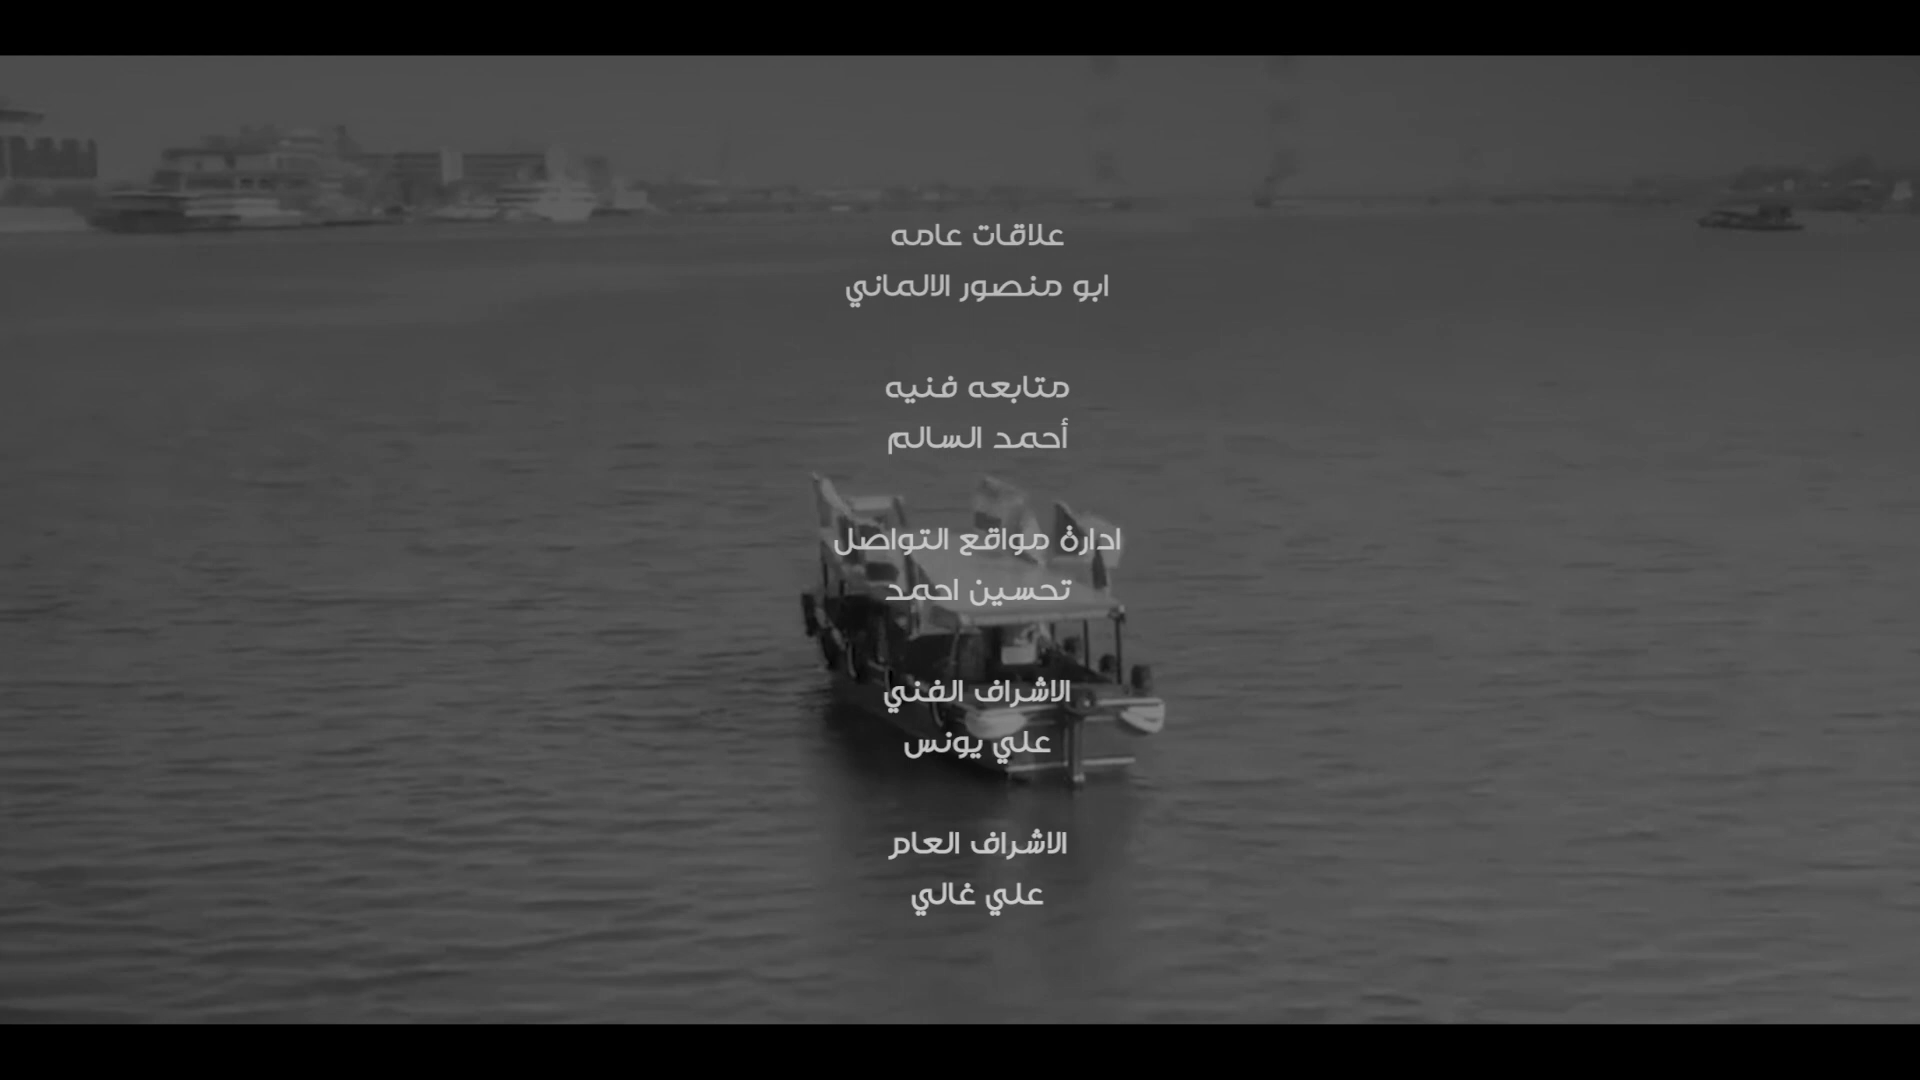 علاقات عامه
ابو منصور الالماني
متابعه فنيه
أحمد السالم
ادارة مواقع التواصل
تحسين احمد
الاشراف الفني
علي يونس
الاشراف العام
علي غالي